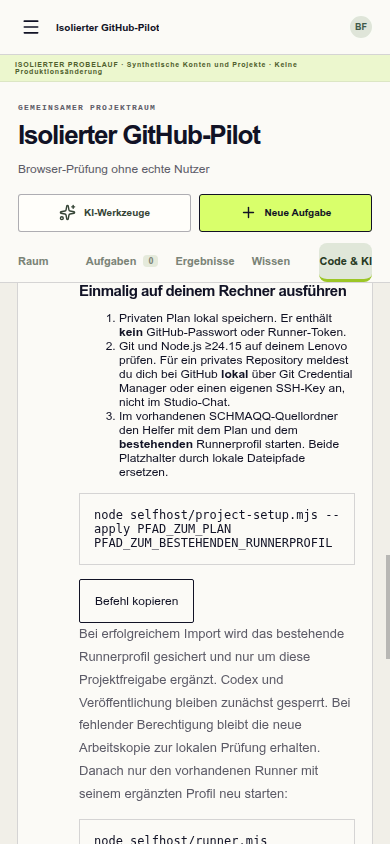 Isolierter GitHub-Pilot
BF
ISOLIERTER PROBELAUF · Synthetische Konten und Projekte · Keine
Produktionsänderung
GEMEINSAMER PROJEKTRAUM
Isolierter GitHub-Pilot
Browser-Prüfung ohne echte Nutzer
KI-Werkzeuge
Neue Aufgabe
Raum Aufgaben 0 Ergebnisse Wissen Code & KI
Einmalig auf deinem Rechner ausführen
1. Privaten Plan lokal speichern. Er enthält
kein GitHub-Passwort oder Runner-Token.
2. Git und Node.js ≥24.15 auf deinem Lenovo
prüfen. Für ein privates Repository meldest
du dich bei GitHub lokal über Git Credential
Manager oder einen eigenen SSH-Key an,
nicht im Studio-Chat.
3. Im vorhandenen SCHMAQQ-Quellordner
den Helfer mit dem Plan und dem
bestehenden Runnerprofil starten. Beide
Platzhalter durch lokale Dateipfade
ersetzen.
node selfhost/project-setup.mjs --
apply PFAD_ZUM_PLAN
PFAD_ZUM_BESTEHENDEN_RUNNERPROFIL
Befehl kopieren
Bei erfolgreichem Import wird das bestehende
Runnerprofil gesichert und nur um diese
Projektfreigabe ergänzt. Codex und
Veröffentlichung bleiben zunächst gesperrt. Bei
fehlender Berechtigung bleibt die neue
Arbeitskopie zur lokalen Prüfung erhalten.
Danach nur den vorhandenen Runner mit
seinem ergänzten Profil neu starten:
node selfhost/runner.mjs